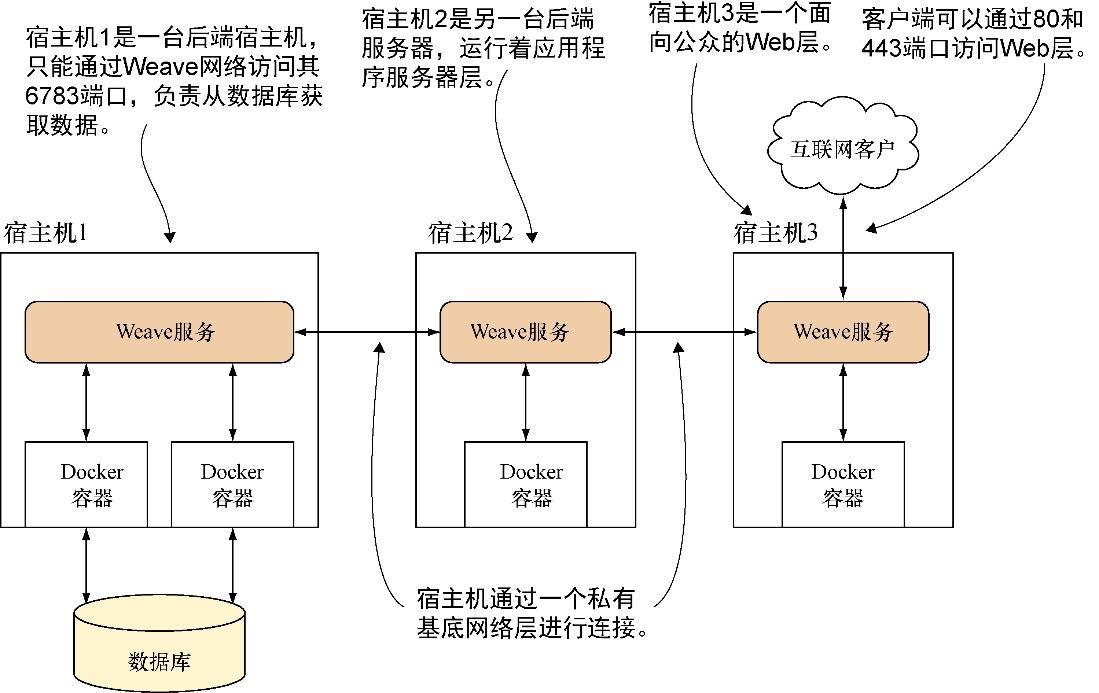 宿主机1是一台后端宿主机，
只能通过Weave网络访问其
6783端口，负责从数据库获
取数据。
宿主机2是另一台后端
服务器，运行着应用程
序服务器层。
宿主机3是一个面
向公众的Web层。
客户端可以通过80和
443端口访问Web层。
互联网客户
宿主机1
宿主机2
宿主机3
Weave服务
Weave服务
Weave服务
Docker
容器
Docker
容器
Docker
容器
Docker
容器
宿主机通过一个私有
基底网络层进行连接。
数据库